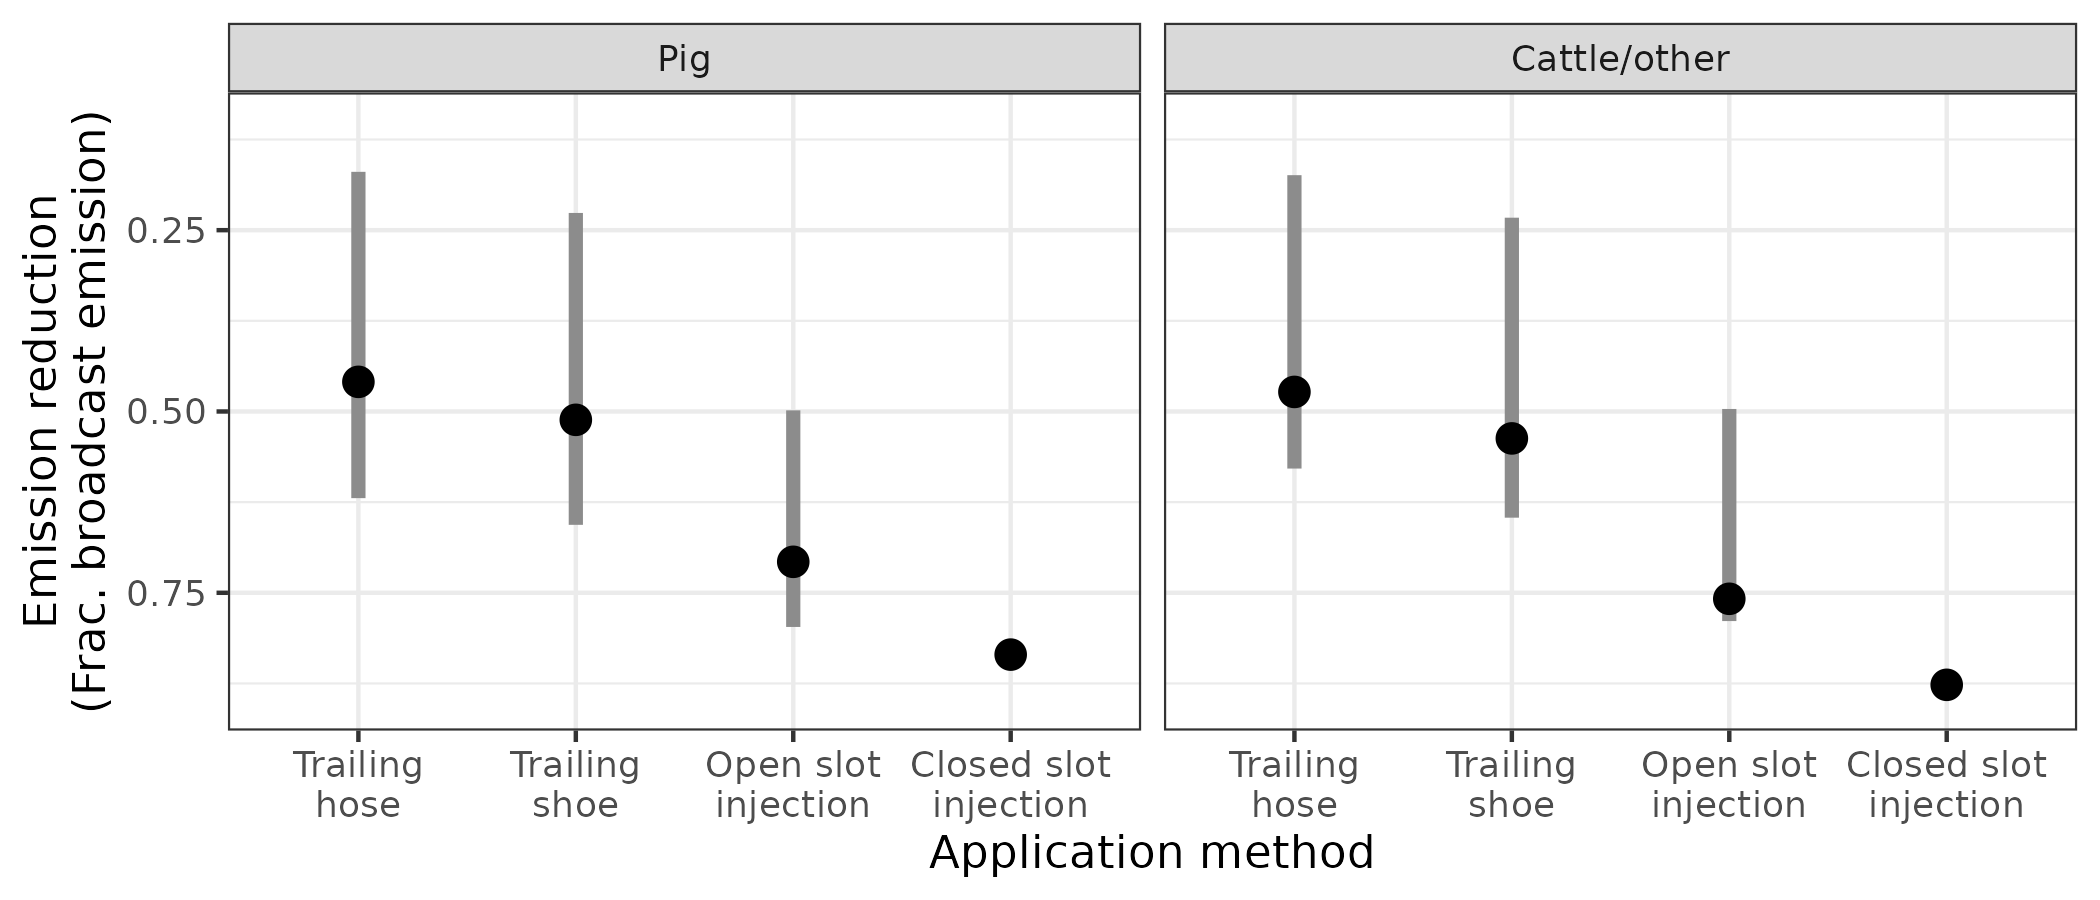 Pig
Cattle/other
Emission reduction
(Frac. broadcast emission)
0.25
0.50
0.75
Trailing
hose
Trailing
shoe
Open slot
injection
Closed slot
injection
Trailing
hose
Trailing
shoe
Open slot
injection
Closed slot
injection
Application method